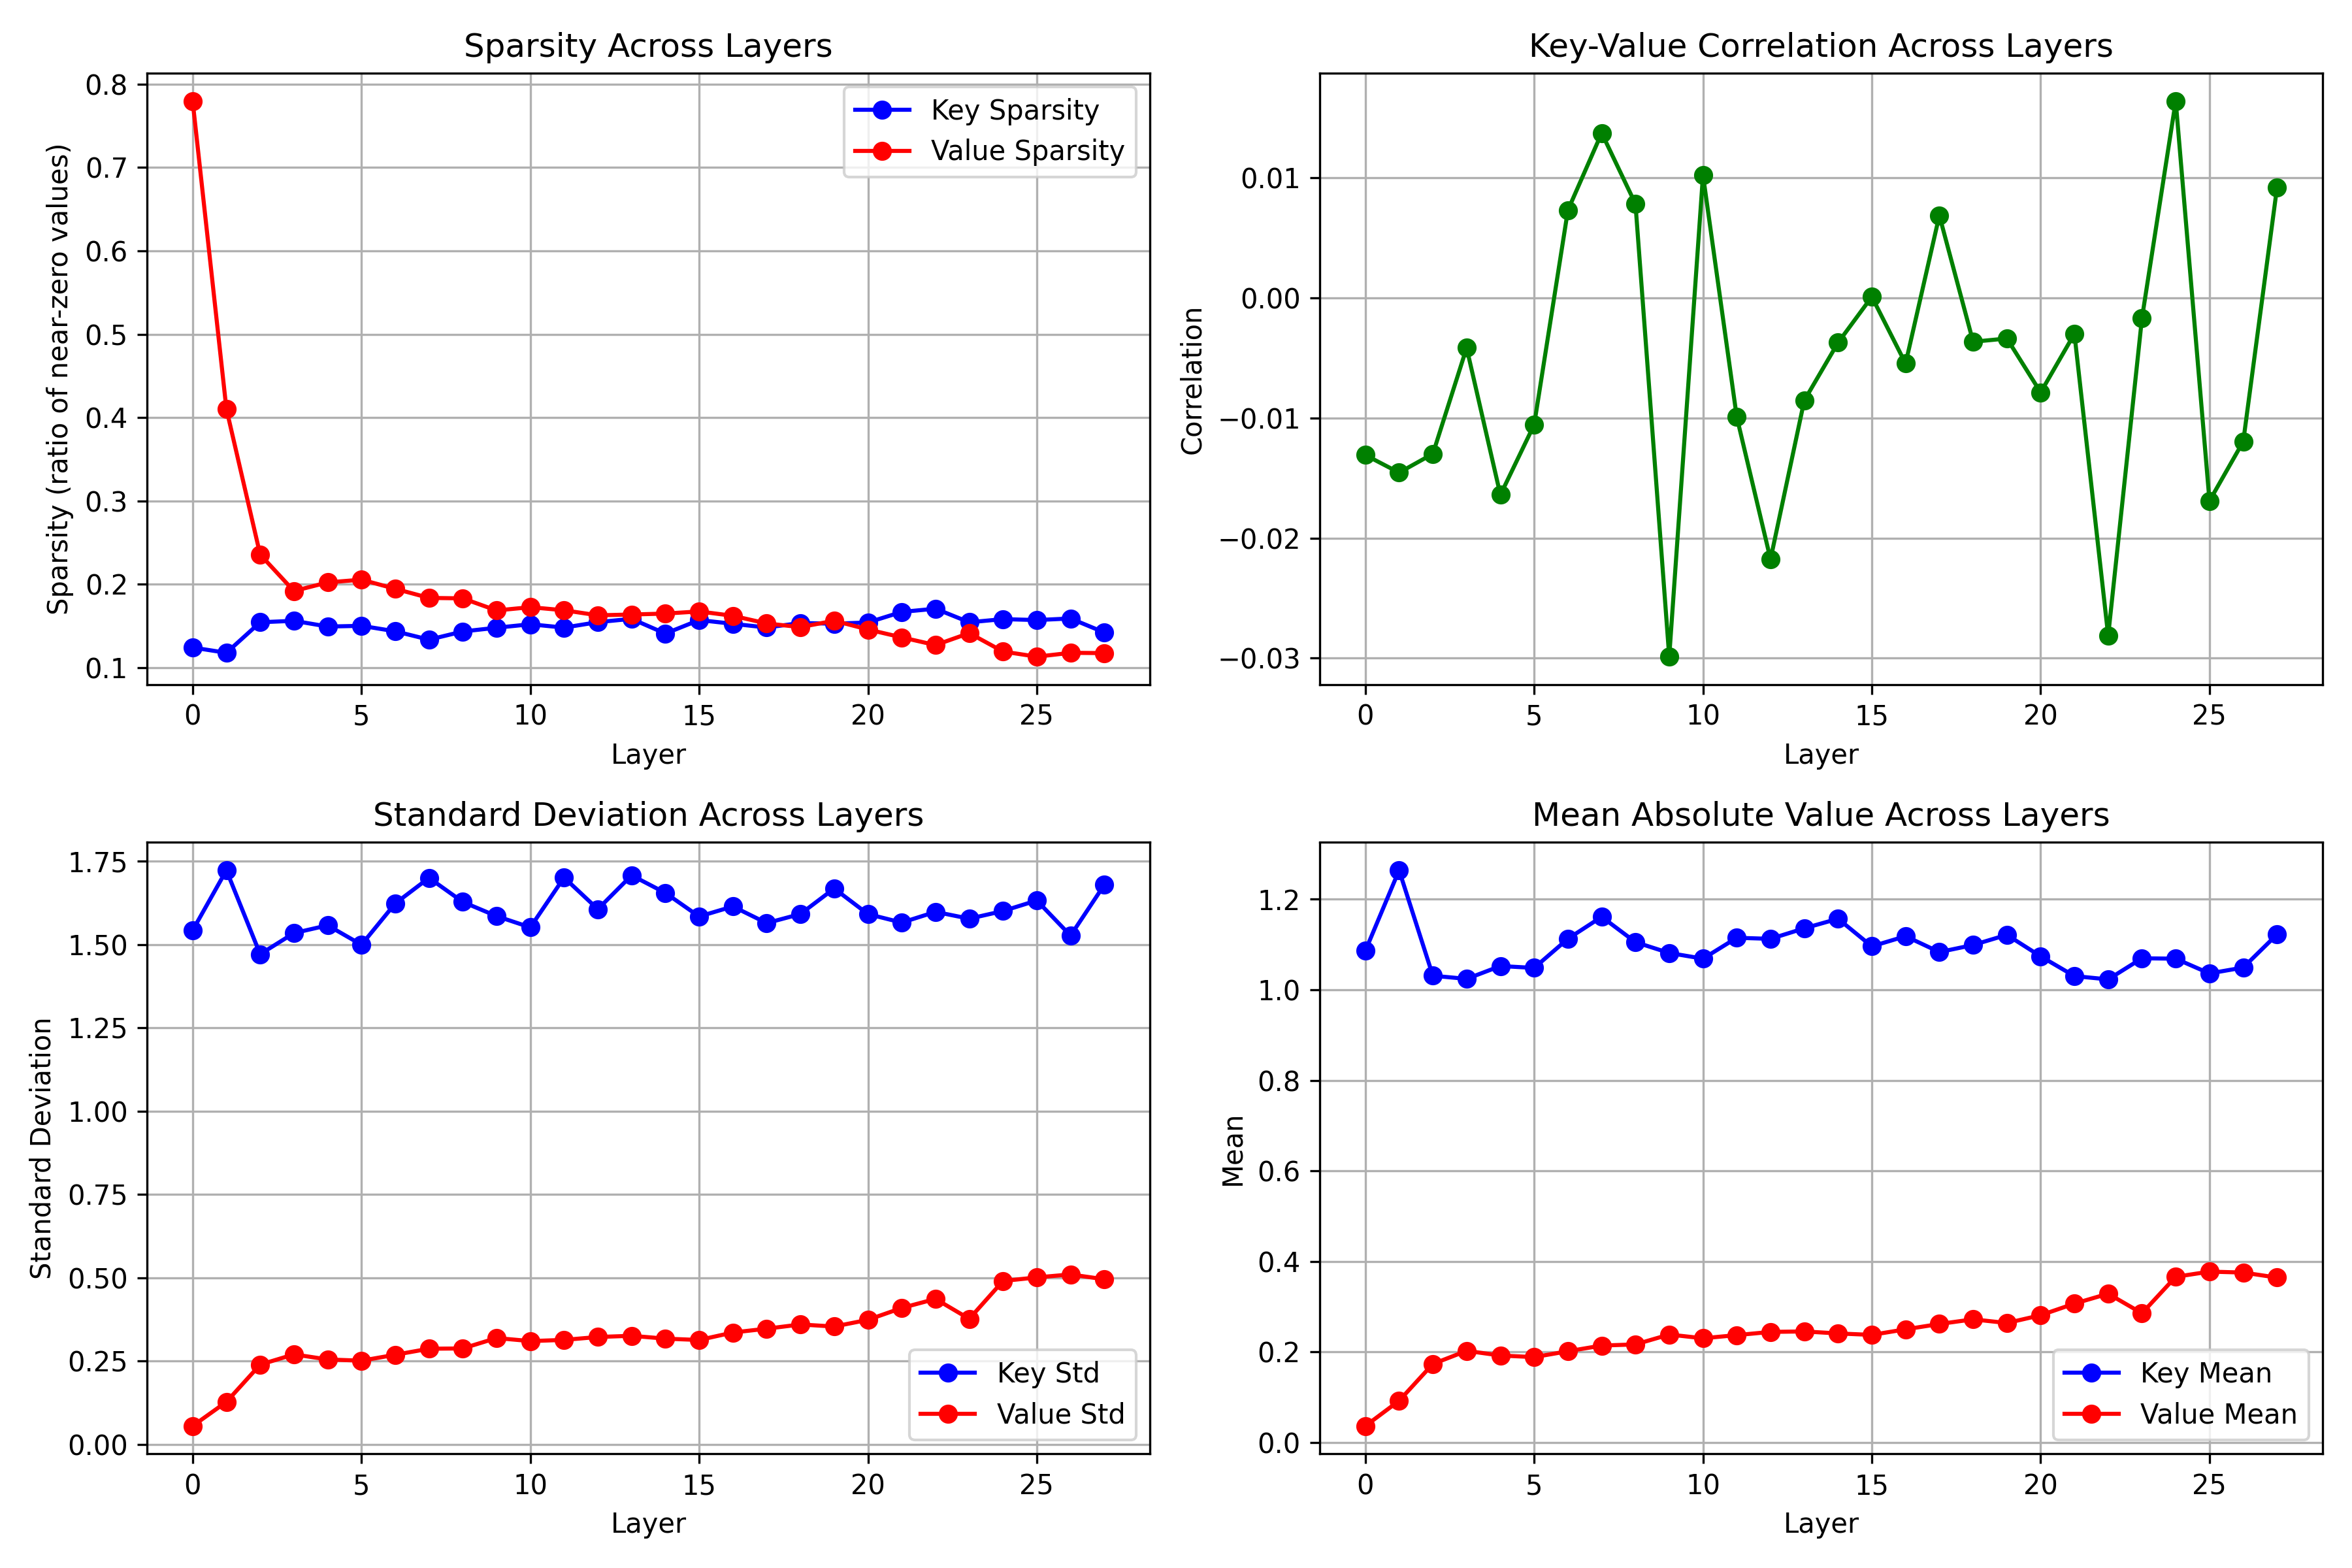 Sparsity Across Layers
Sparsity (ratio of near-zero values)
0.8
0.7
0.6
0.5
0.4
0.3
0.2
0.1
Key Sparsity
Value Sparsity
0 5 10 15 20 25
Layer
Key-Value Correlation Across Layers
Correlation
0.01
0.00
−0.01
−0.02
−0.03
0 5 10 15 20 25
Layer
Standard Deviation Across Layers
Standard Deviation
1.75
1.50
1.25
1.00
0.75
0.50
0.25
0.00
Key Std
Value Std
0 5 10 15 20 25
Layer
Mean Absolute Value Across Layers
Mean
1.2
1.0
0.8
0.6
0.4
0.2
0.0
Key Mean
Value Mean
0 5 10 15 20 25
Layer